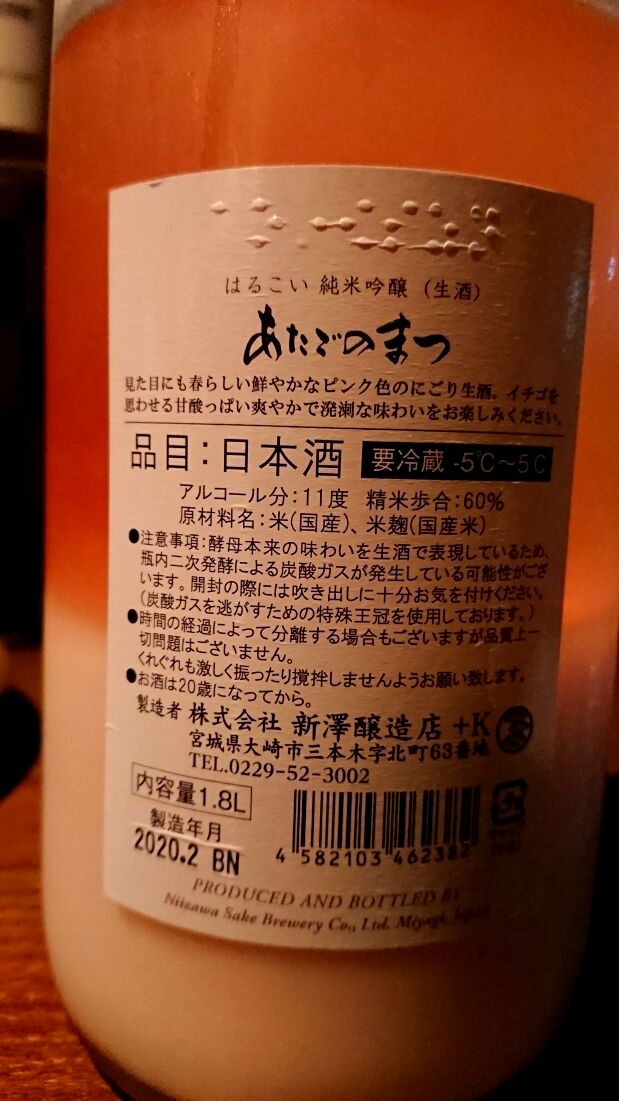 はるこい 純米吟醸（生酒）
あたごのまつ
見た目にも春らしい鮮やかなピンク色のにごり生酒。イチゴを
思わせる甘酸っぱい爽やかで溌溂な味わいをお楽しみください。
品目：日本酒 要冷蔵 -5℃～5℃
アルコール分：11度 精米歩合：60%
原材料名：米(国産)、米麹(国産米)
●注意事項：酵母本来の味わいを生酒で表現しているため、
瓶内二次発酵による炭酸ガスが発生している可能性がござ
います。開封の際には吹き出しに十分お気を付けください。
(炭酸ガスを逃がすための特殊王冠を使用しております。)
●時間の経過によって分離する場合もございますが品質上一
切問題はございません。
くれぐれも激しく振ったり撹拌しませんようお願い致します。
●お酒は20歳になってから。
製造者 株式会社 新澤醸造店 +K
宮城県大崎市三本木字北町63番地
TEL.0229-52-3002
内容量1.8L
製造年月
2020.2 BN
4 582103 462382
PRODUCED AND BOTTLED BY
Niizawa Sake Brewery Co., Ltd. Miyagi, Japan